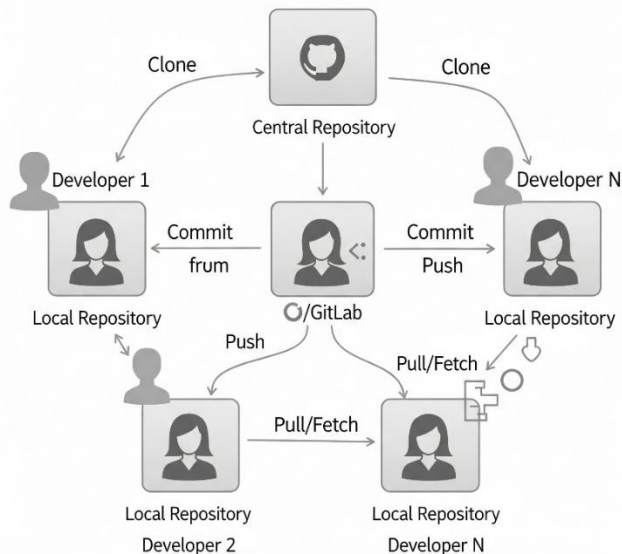 Clone
Clone
Central Repository
Developer 1
Developer N
Commit
frum
Commit
Push
Local Repository
/GitLab
Local Repository
Push
Pull/Fetch
Pull/Fetch
Local Repository
Developer 2
Local Repository
Developer N